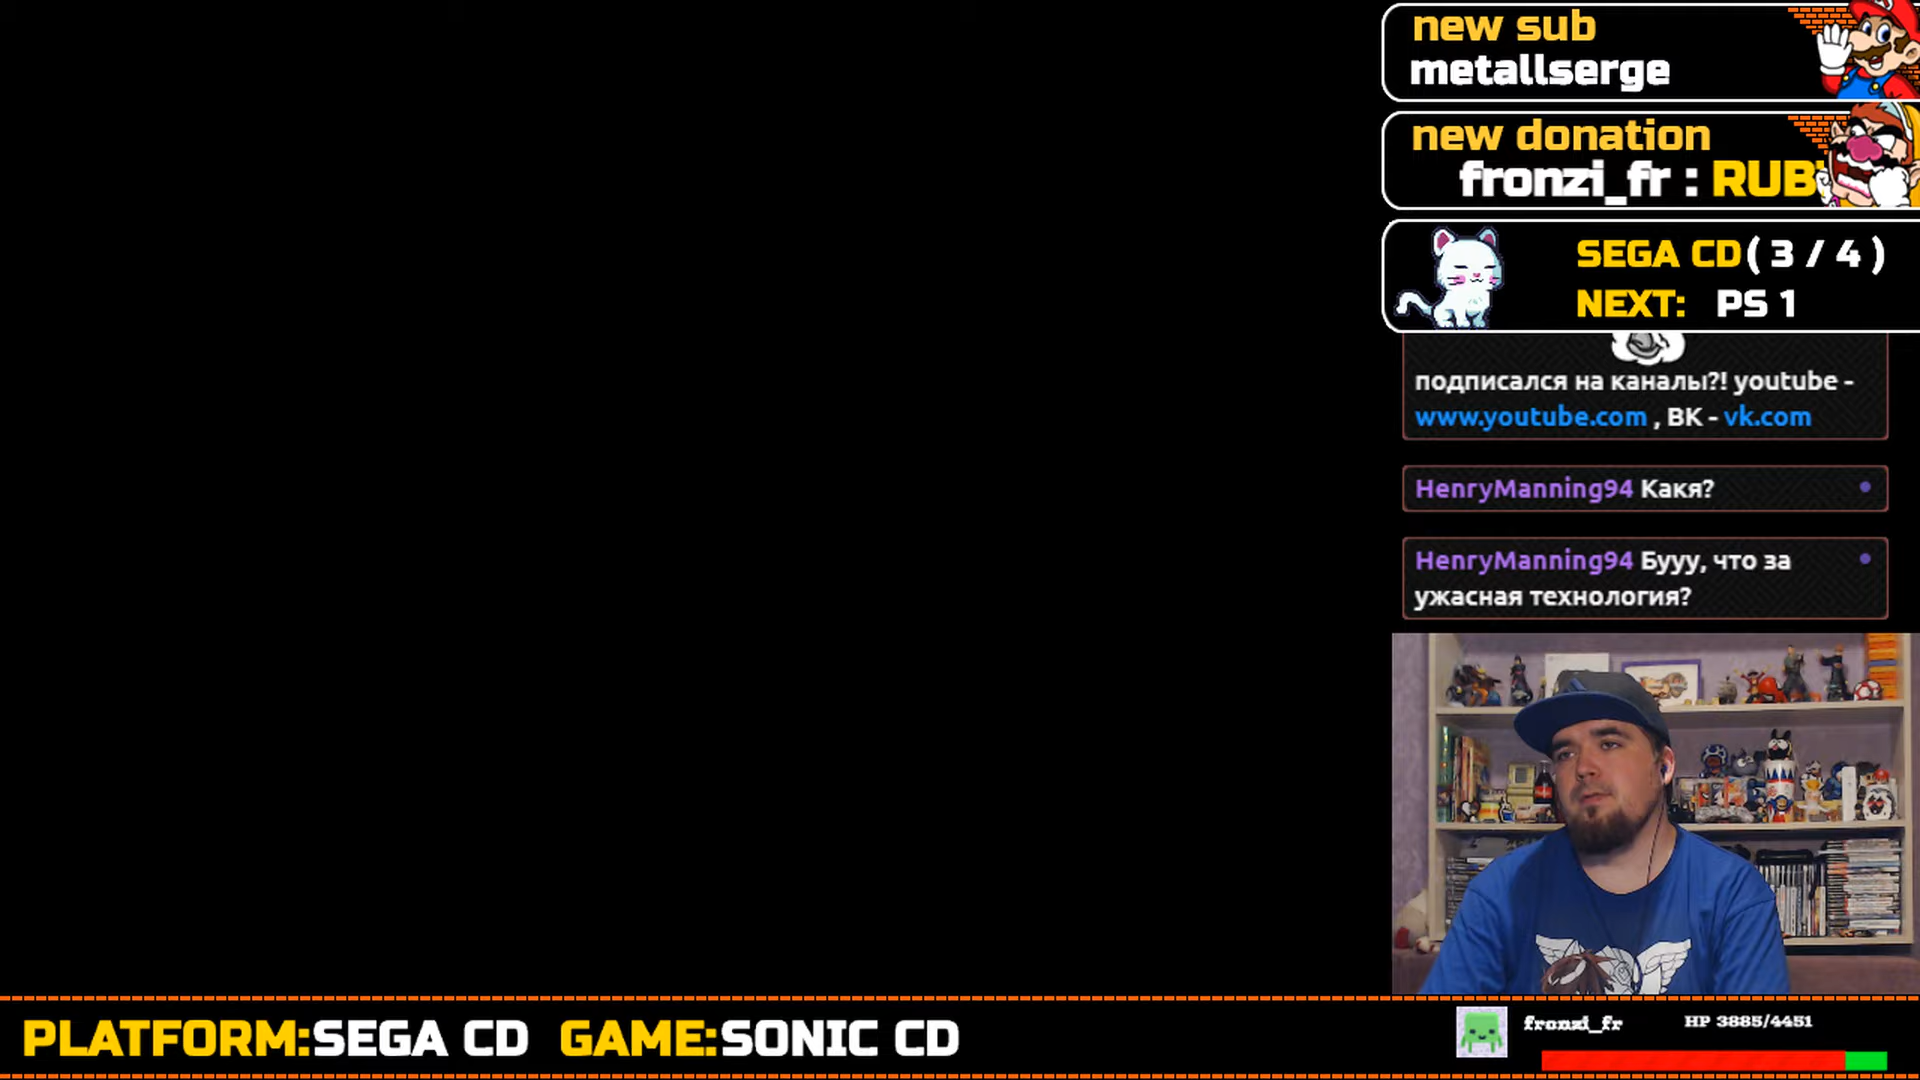 new sub
metallserge
new donation
fronzi_fr : RUB
SEGA CD ( 3 / 4 )
NEXT: PS 1
подписался на каналы?! youtube -
www.youtube.com , ВК - vk.com
HenryManning94 Какя?
HenryManning94 Бууу, что за
ужасная технология?
PLATFORM:SEGA CD GAME:SONIC CD
fronzi_fr HP 3885/4451